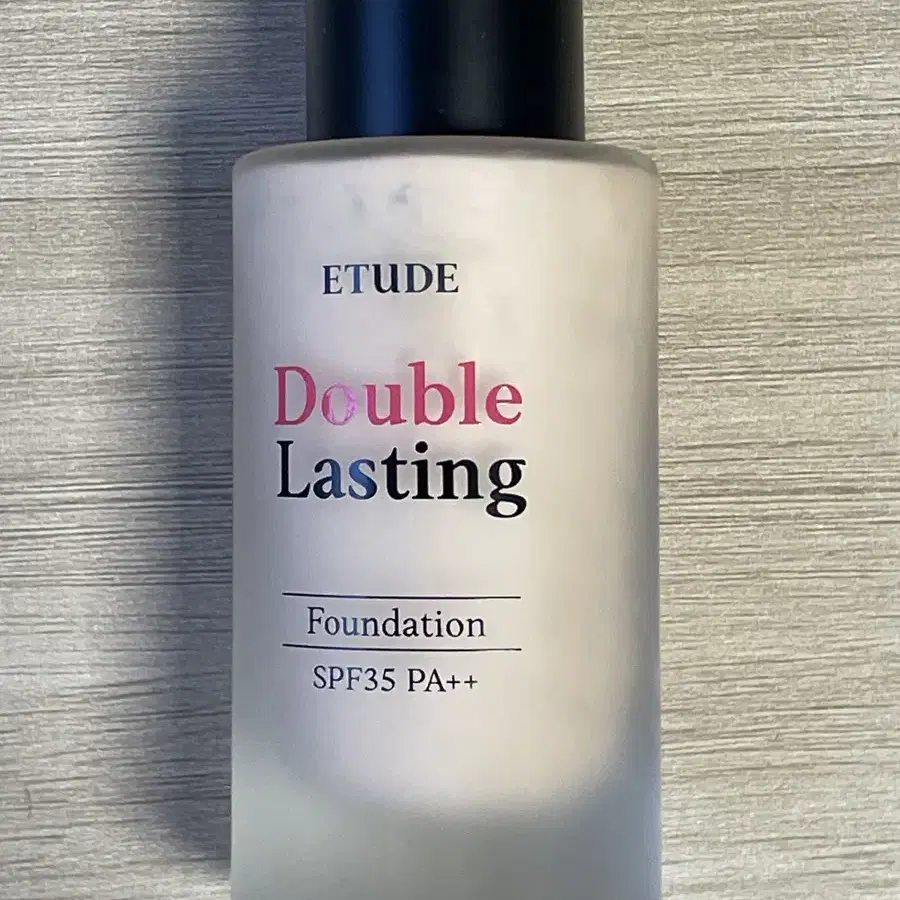 ETUDE
Double
Lasting
Foundation
SPF35 PA++